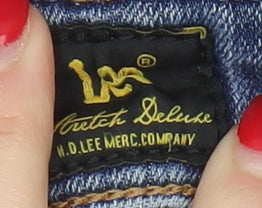 Lee ®
Stretch Deluxe
H.D.LEE MERC.COMPANY